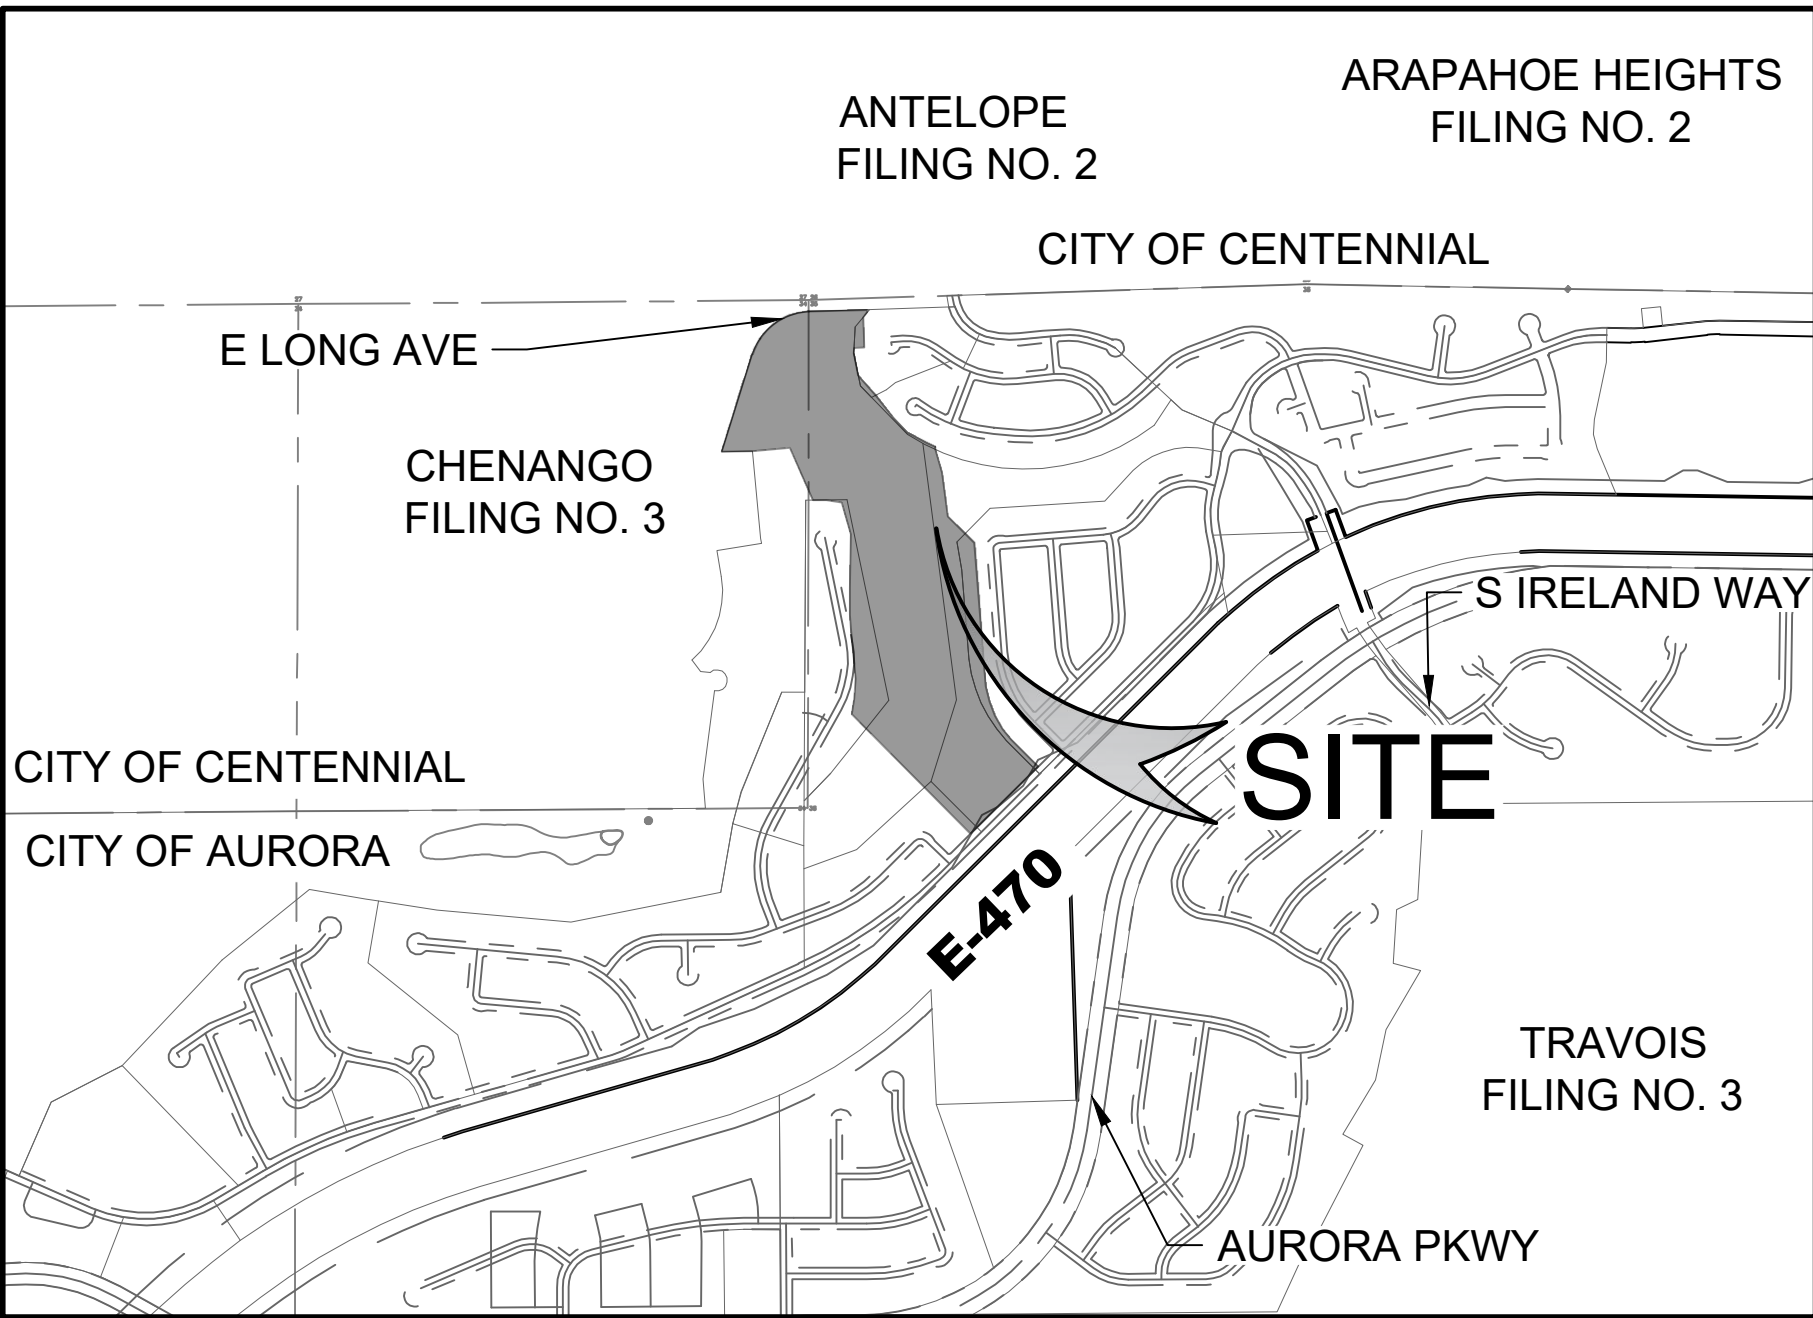 ARAPAHOE HEIGHTS
FILING NO. 2
ANTELOPE
FILING NO. 2
CITY OF CENTENNIAL
E LONG AVE
CHENANGO
FILING NO. 3
S IRELAND WAY
SITE
CITY OF CENTENNIAL
CITY OF AURORA
E-470
TRAVOIS
FILING NO. 3
AURORA PKWY